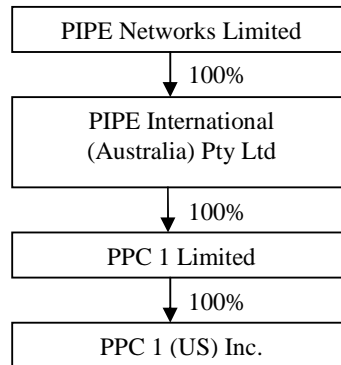 PIPE Networks Limited
100%
PIPE International
(Australia) Pty Ltd
100%
PPC 1 Limited
100%
PPC 1 (US) Inc.